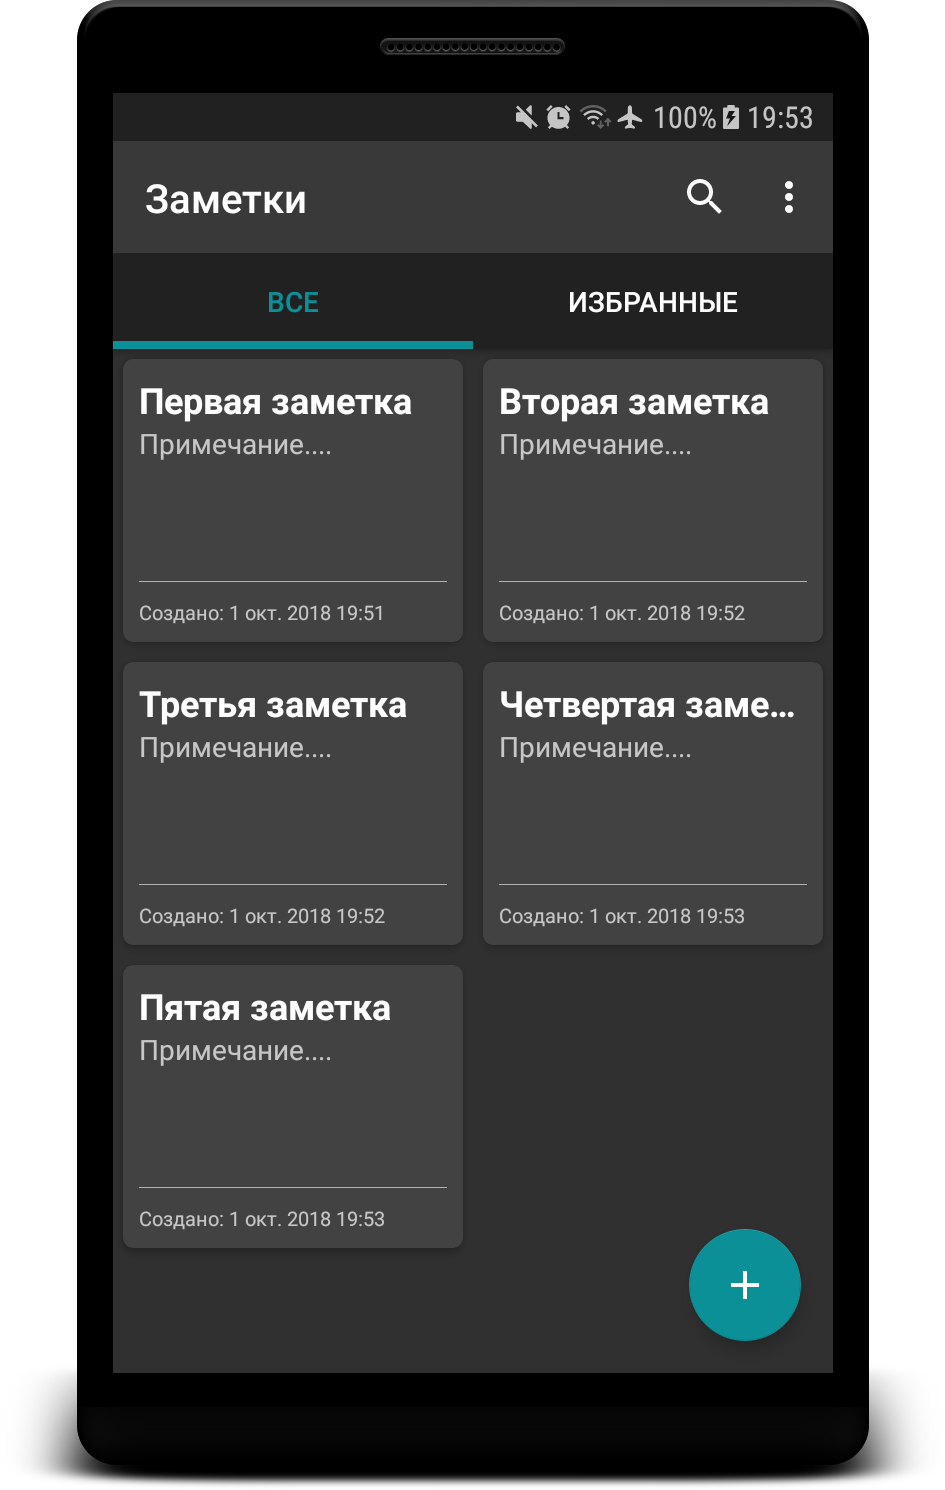 100% 19:53
Заметки
ВСЕ ИЗБРАННЫЕ
Первая заметка
Примечание....
Создано: 1 окт. 2018 19:51
Вторая заметка
Примечание....
Создано: 1 окт. 2018 19:52
Третья заметка
Примечание....
Создано: 1 окт. 2018 19:52
Четвертая заме...
Примечание....
Создано: 1 окт. 2018 19:53
Пятая заметка
Примечание....
Создано: 1 окт. 2018 19:53